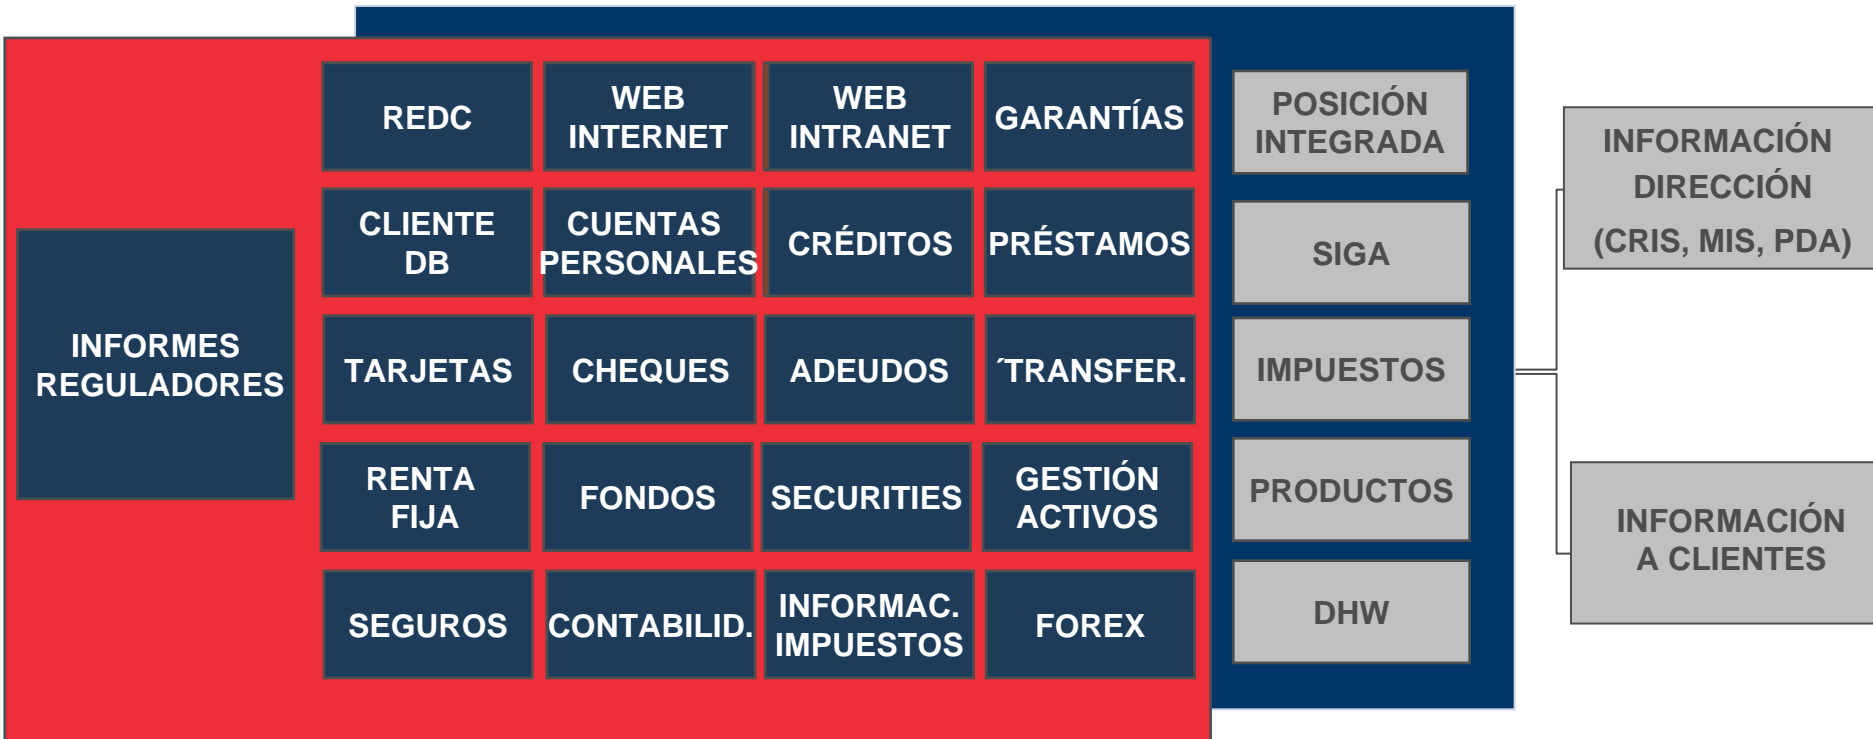 REDC
WEB
INTERNET
WEB
INTRANET
GARANTÍAS
POSICIÓN
INTEGRADA
INFORMACIÓN
DIRECCIÓN
(CRIS, MIS, PDA)
CLIENTE
DB
CUENTAS
PERSONALES
CRÉDITOS
PRÉSTAMOS
SIGA
INFORMES
REGULADORES
TARJETAS
CHEQUES
ADEUDOS
´TRANSFER.
IMPUESTOS
RENTA
FIJA
FONDOS
SECURITIES
GESTIÓN
ACTIVOS
PRODUCTOS
INFORMACIÓN
A CLIENTES
SEGUROS
CONTABILID.
INFORMAC.
IMPUESTOS
FOREX
DHW